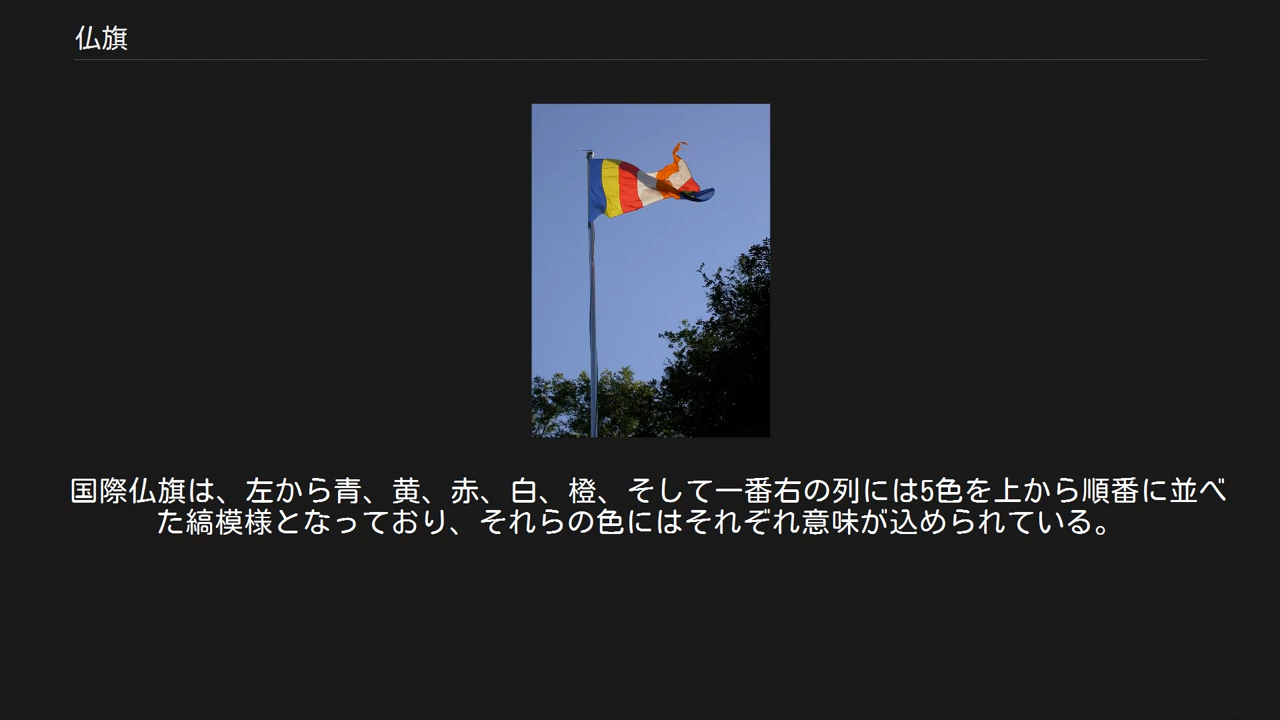 仏旗
国際仏旗は、左から青、黄、赤、白、橙、そして一番右の列には5色を上から順番に並べ
た縞模様となっており、それらの色にはそれぞれ意味が込められている。